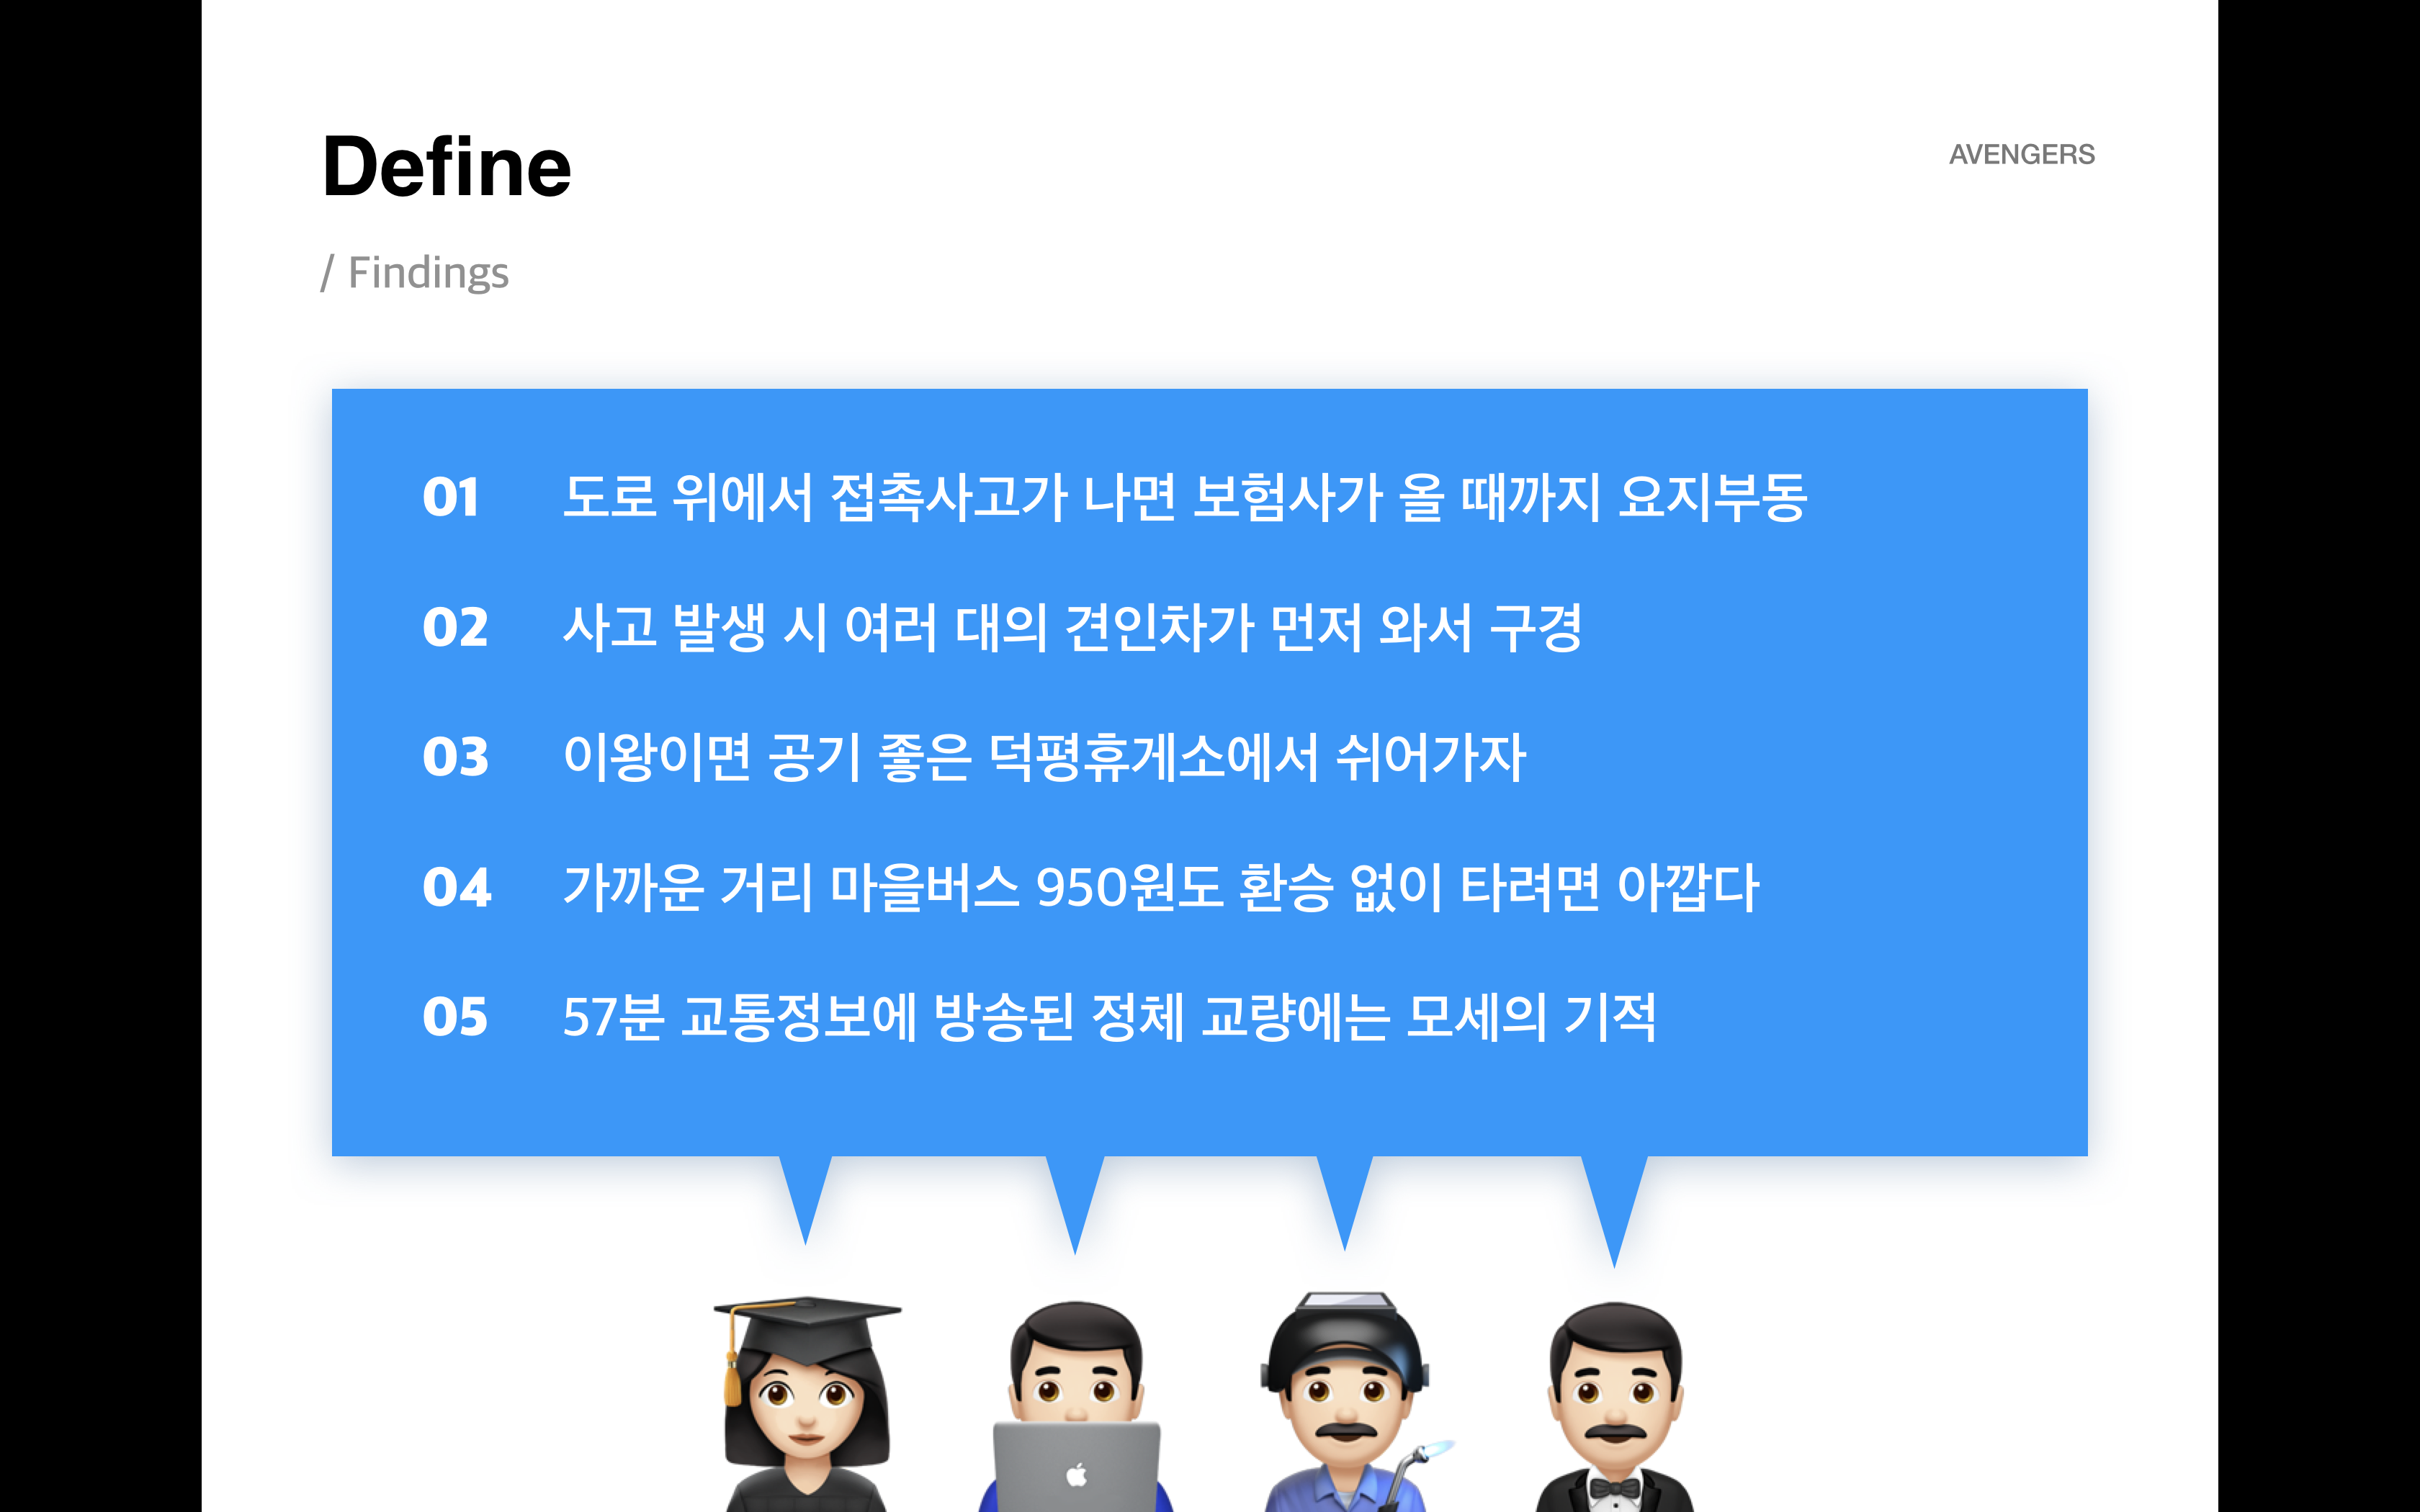 Define
AVENGERS
/ Findings
01 도로 위에서 접촉사고가 나면 보험사가 올 때까지 요지부동
02 사고 발생 시 여러 대의 견인차가 먼저 와서 구경
03 이왕이면 공기 좋은 덕평휴게소에서 쉬어가자
04 가까운 거리 마을버스 950원도 환승 없이 타려면 아깝다
05 57분 교통정보에 방송된 정체 교량에는 모세의 기적